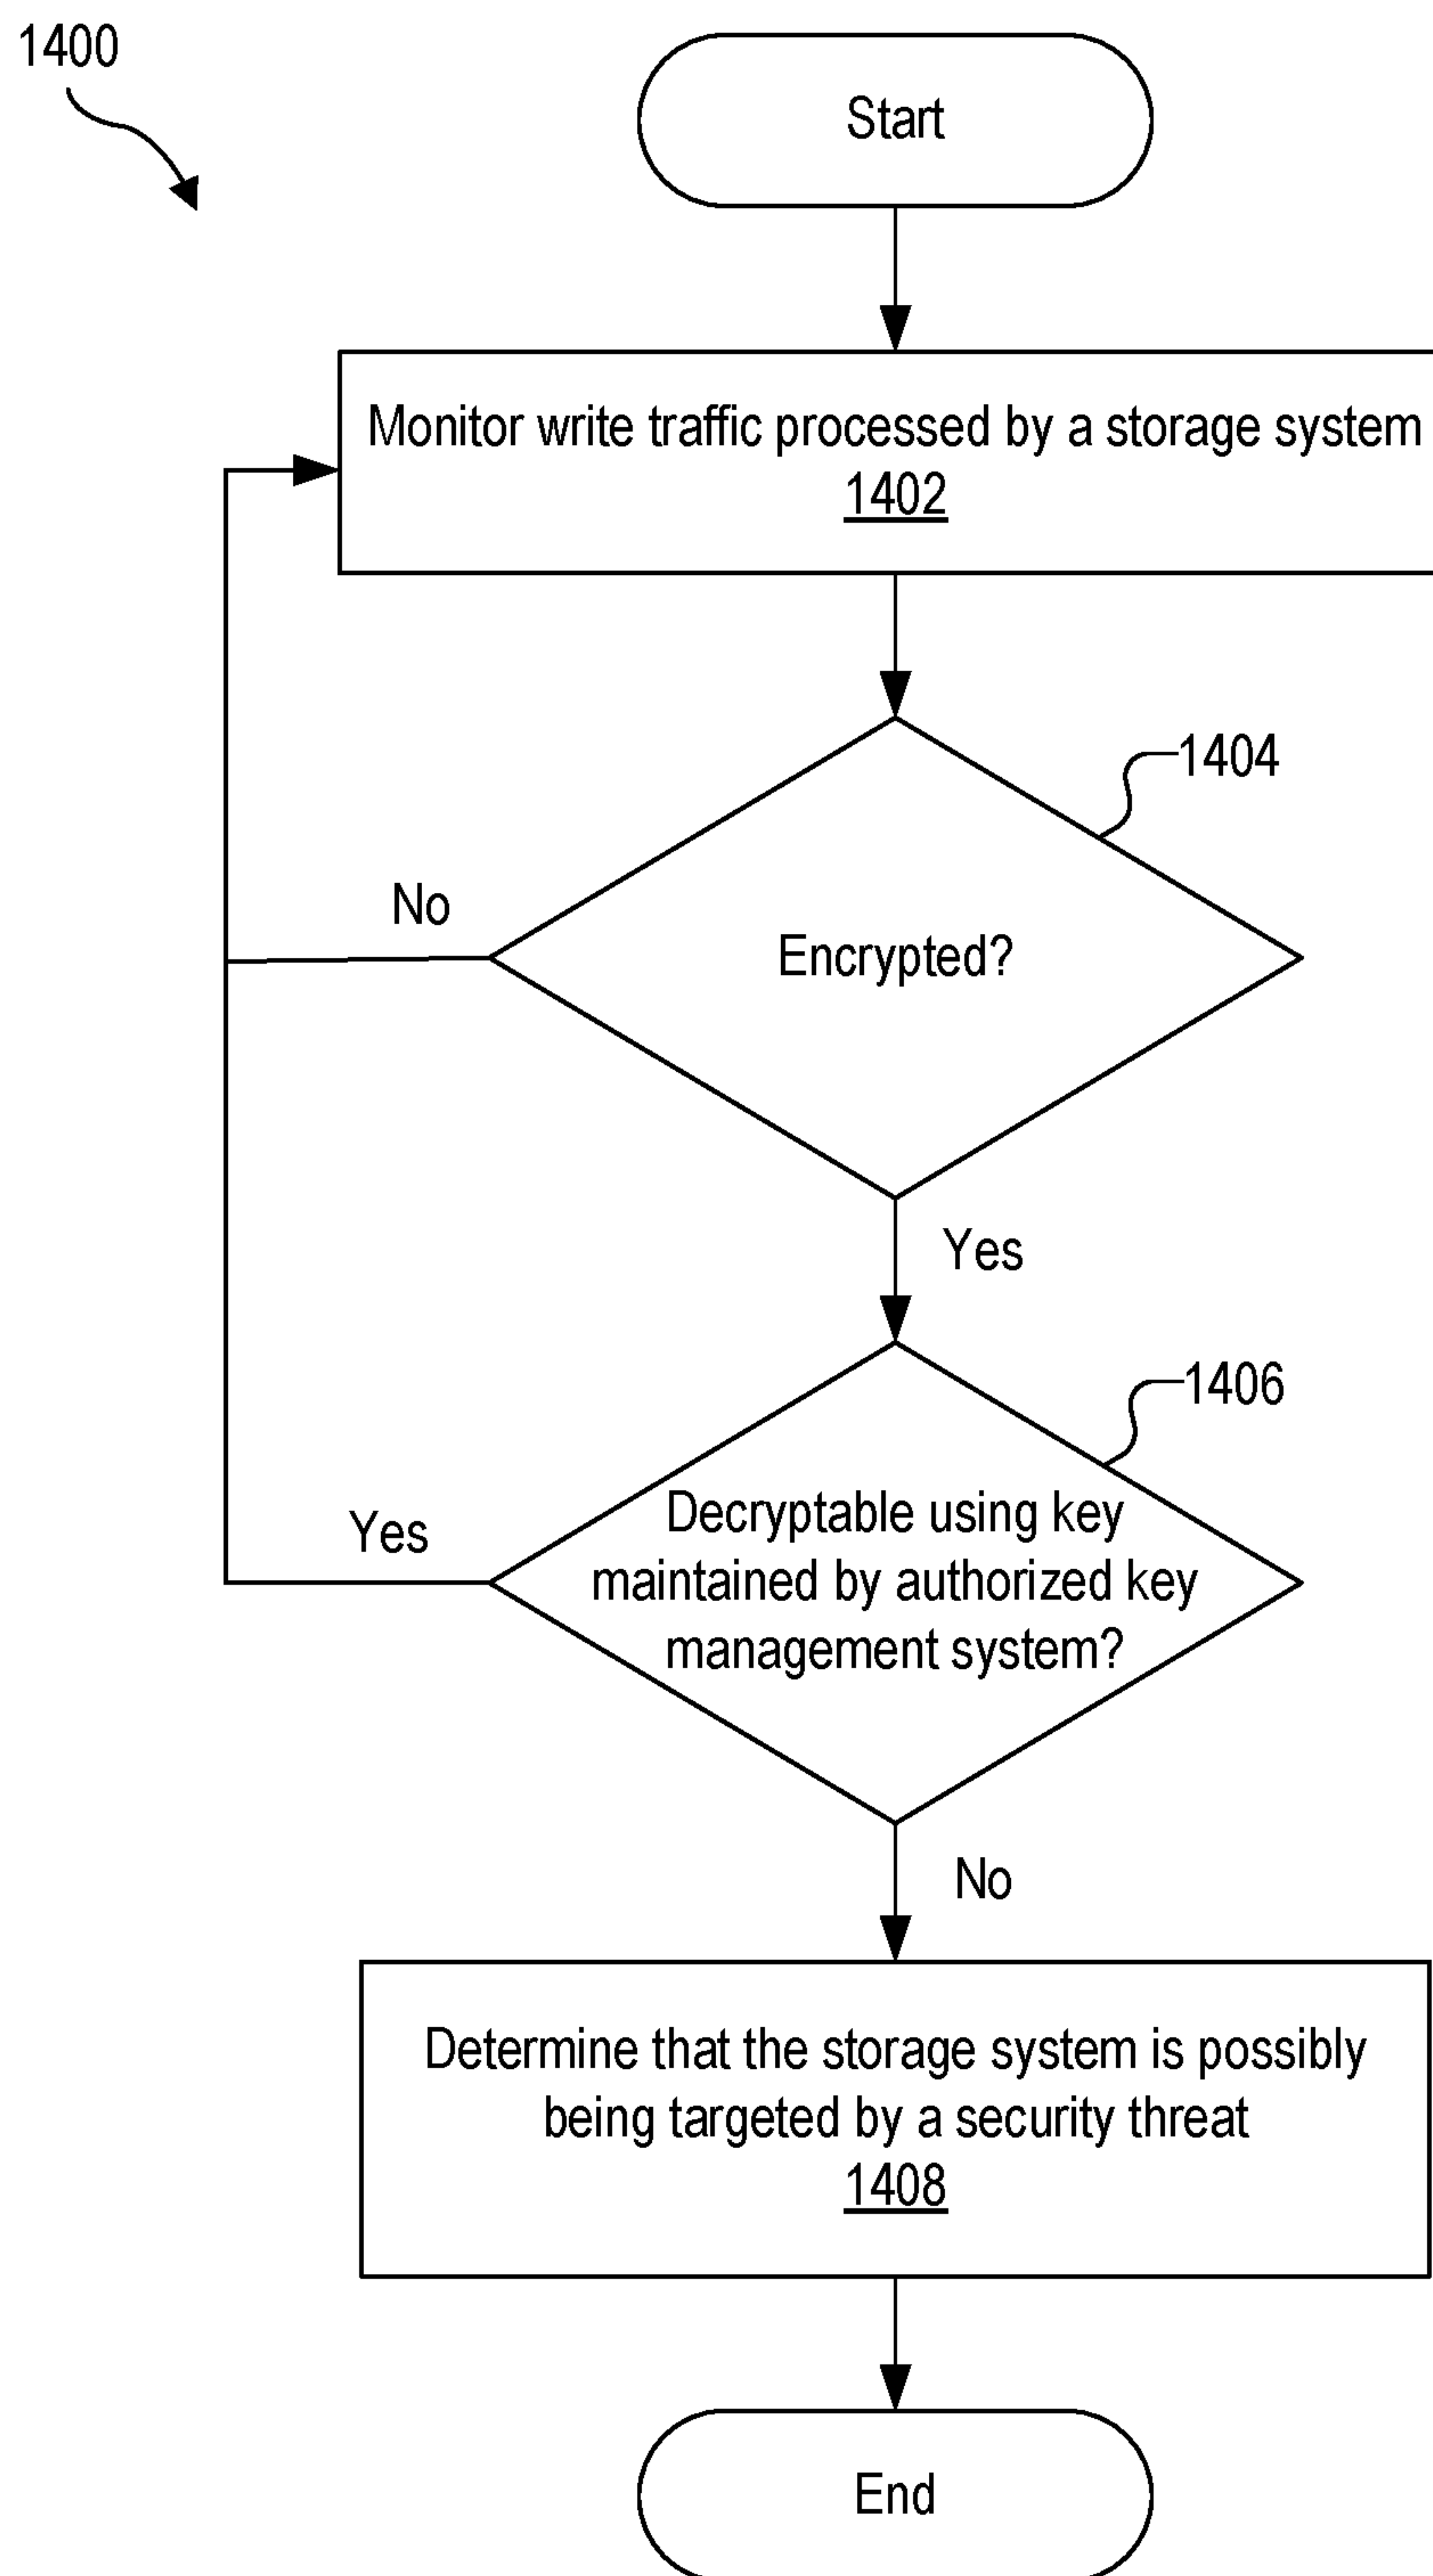 1400
Start
Monitor write traffic processed by a storage system
1402
1404
No
Encrypted?
Yes
1406
Yes
Decryptable using key
maintained by authorized key
management system?
No
Determine that the storage system is possibly
being targeted by a security threat
1408
End